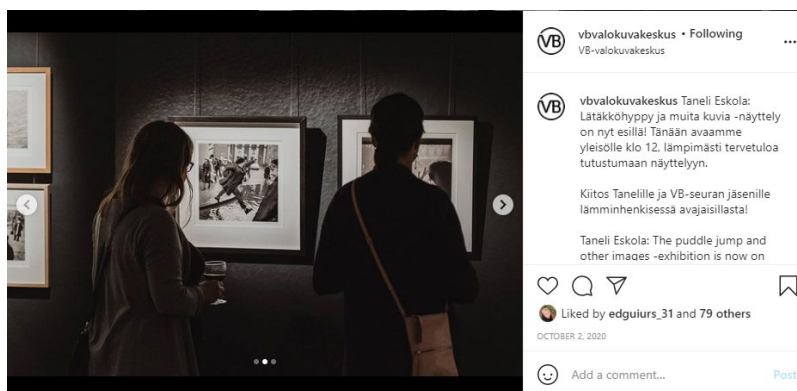 VB
vbvalokuvakeskus • Following
VB-valokuvakeskus
...
VB
vbvalokuvakeskus Taneli Eskola:
Lätäkköhyppy ja muita kuvia -näyttely
on nyt esillä! Tänään avaamme
yleisölle klo 12, lämpimästi tervetuloa
tutustumaan näyttelyyn.
Kiitos Tanelille ja VB-seuran jäsenille
lämminhenkisessä avajaisillasta!
Taneli Eskola: The puddle jump and
other images -exhibition is now on
Liked by edguiurs_31 and 79 others
OCTOBER 2, 2020
Add a comment...
Post